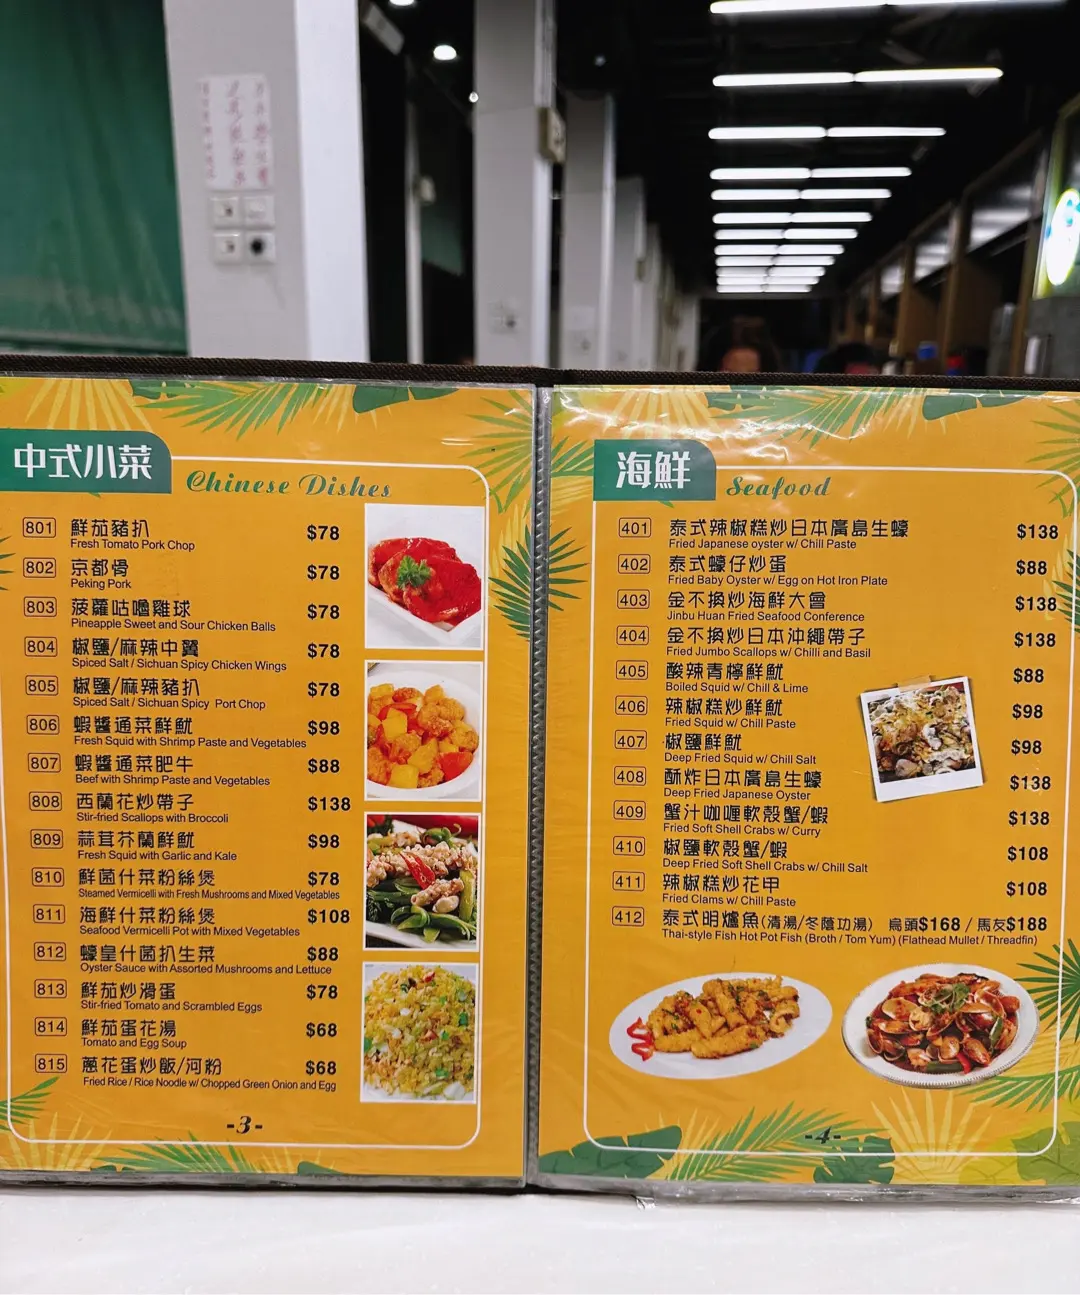 中式小菜
Chinese Dishes
801 鮮茄豬扒 $78
Fresh Tomato Pork Chop
802 京都骨 $78
Peking Pork
803 菠蘿咕嚕雞球 $78
Pineapple Sweet and Sour Chicken Balls
804 椒鹽/麻辣中翼 $78
Spiced Salt / Sichuan Spicy Chicken Wings
805 椒鹽/麻辣豬扒 $78
Spiced Salt / Sichuan Spicy Port Chop
806 蝦醬通菜鮮魷 $98
Fresh Squid with Shrimp Paste and Vegetables
807 蝦醬通菜肥牛 $88
Beef with Shrimp Paste and Vegetables
808 西蘭花炒帶子 $138
Stir-fried Scallops with Broccoli
809 蒜茸芥蘭鮮魷 $98
Fresh Squid with Garlic and Kale
810 鮮菌什菜粉絲煲 $78
Steamed Vermicelli with Fresh Mushrooms and Mixed Vegetables
811 海鮮什菜粉絲煲 $108
Seafood Vermicelli Pot with Mixed Vegetables
812 蠔皇什菌扒生菜 $88
Oyster Sauce with Assorted Mushrooms and Lettuce
813 鮮茄炒滑蛋 $78
Stir-fried Tomato and Scrambled Eggs
814 鮮茄蛋花湯 $68
Tomato and Egg Soup
815 蔥花蛋炒飯/河粉 $68
Fried Rice / Rice Noodle w/ Chopped Green Onion and Egg
-3-
海鮮
Seafood
401 泰式辣椒糕炒日本廣島生蠔 $138
Fried Japanese oyster w/ Chill Paste
402 泰式蠔仔炒蛋 $88
Fried Baby Oyster w/ Egg on Hot Iron Plate
403 金不換炒海鮮大會 $138
Jinbu Huan Fried Seafood Conference
404 金不換炒日本沖繩帶子 $138
Fried Jumbo Scallops w/ Chilli and Basil
405 酸辣青檸鮮魷 $88
Boiled Squid w/ Chill & Lime
406 辣椒糕炒鮮魷 $98
Fried Squid w/ Chill Paste
407 椒鹽鮮魷 $98
Deep Fried Squid w/ Chill Salt
408 酥炸日本廣島生蠔 $138
Deep Fried Japanese Oyster
409 蟹汁咖喱軟殼蟹/蝦 $138
Fried Soft Shell Crabs w/ Curry
410 椒鹽軟殼蟹/蝦 $108
Deep Fried Soft Shell Crabs w/ Chill Salt
411 辣椒糕炒花甲 $108
Fried Clams w/ Chill Paste
412 泰式明爐魚(清湯/冬蔭功湯) 烏頭$168 / 馬友$188
Thai-style Fish Hot Pot Fish (Broth / Tom Yum) (Flathead Mullet / Threadfin)
-4-